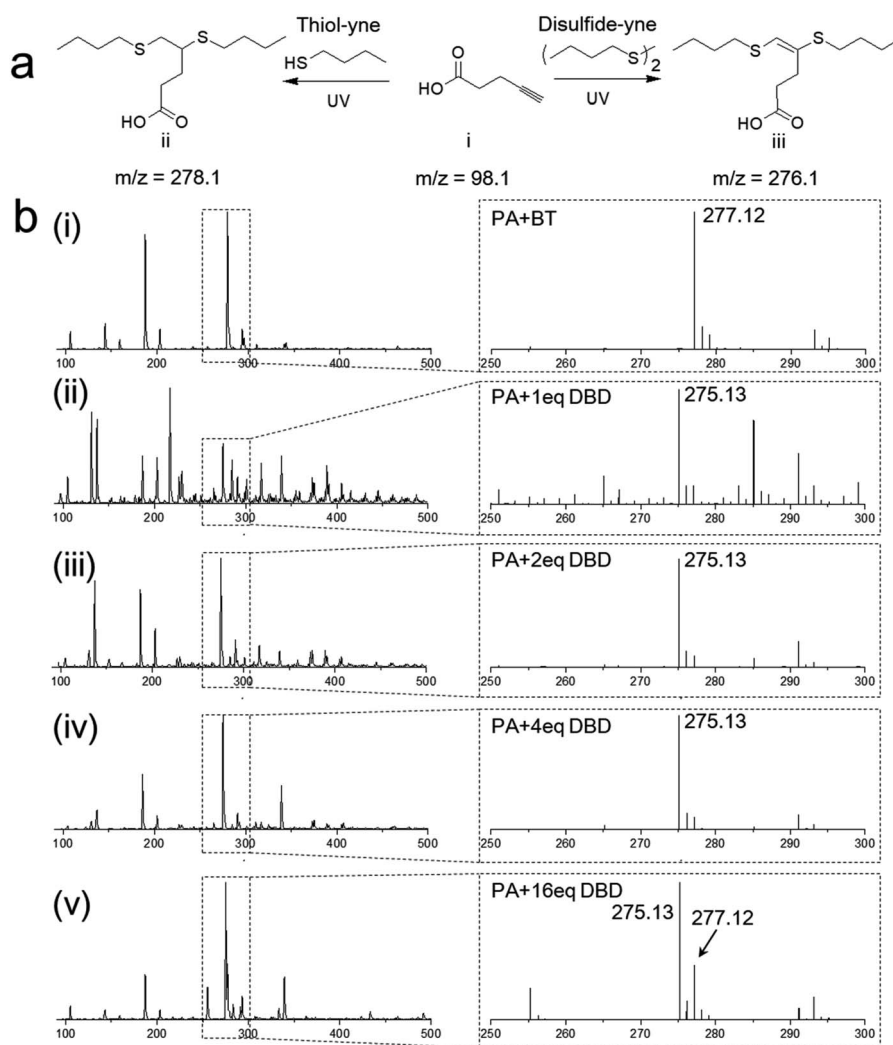 a
Thiol-yne
Disulfide-yne
S
S
HS
O
HO
(
S
)2
S
S
UV
UV
HO
O
HO
O
ii
i
iii
m/z = 278.1
m/z = 98.1
m/z = 276.1
b
(i)
PA+BT
277.12
100 200 300 400 500
250 260 270 280 290 300
(ii)
PA+1eq DBD
275.13
100 200 300 400 500
250 260 270 280 290 300
(iii)
PA+2eq DBD
275.13
100 200 300 400 500
250 260 270 280 290 300
(iv)
PA+4eq DBD
275.13
100 200 300 400 500
250 260 270 280 290 300
(v)
PA+16eq DBD
275.13
277.12
100 200 300 400 500
250 260 270 280 290 300